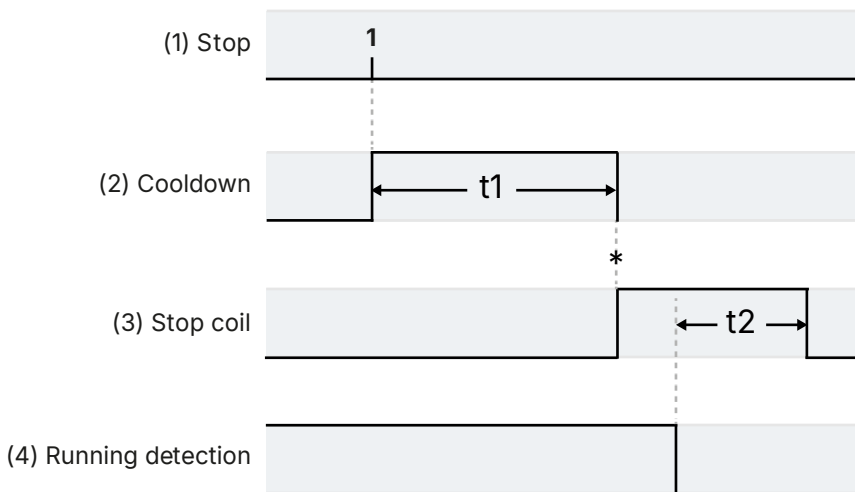 (1) Stop
1
(2) Cooldown
t1
*
(3) Stop coil
t2
(4) Running detection